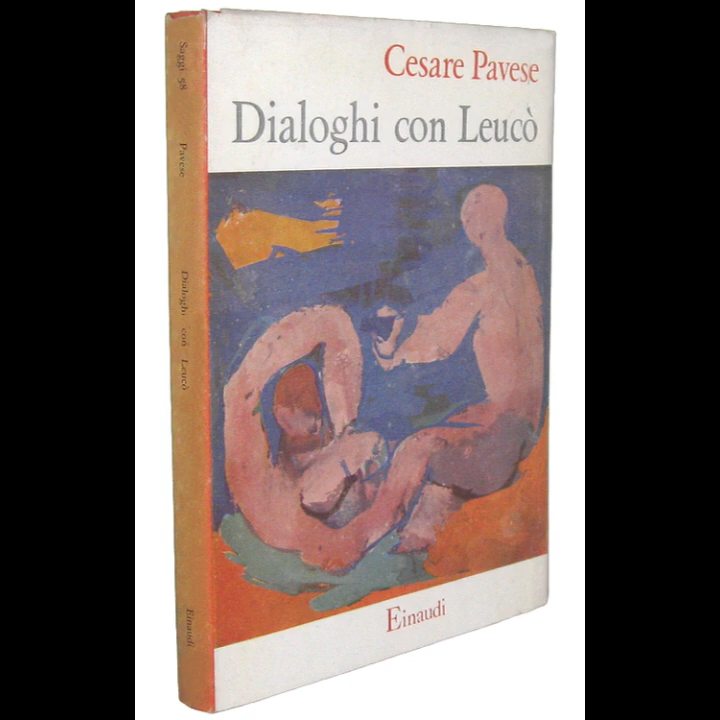 Cesare Pavese
Dialoghi con Leucò
Einaudi
Saggi 98
Pavese
Dialoghi con Leucò
Einaudi